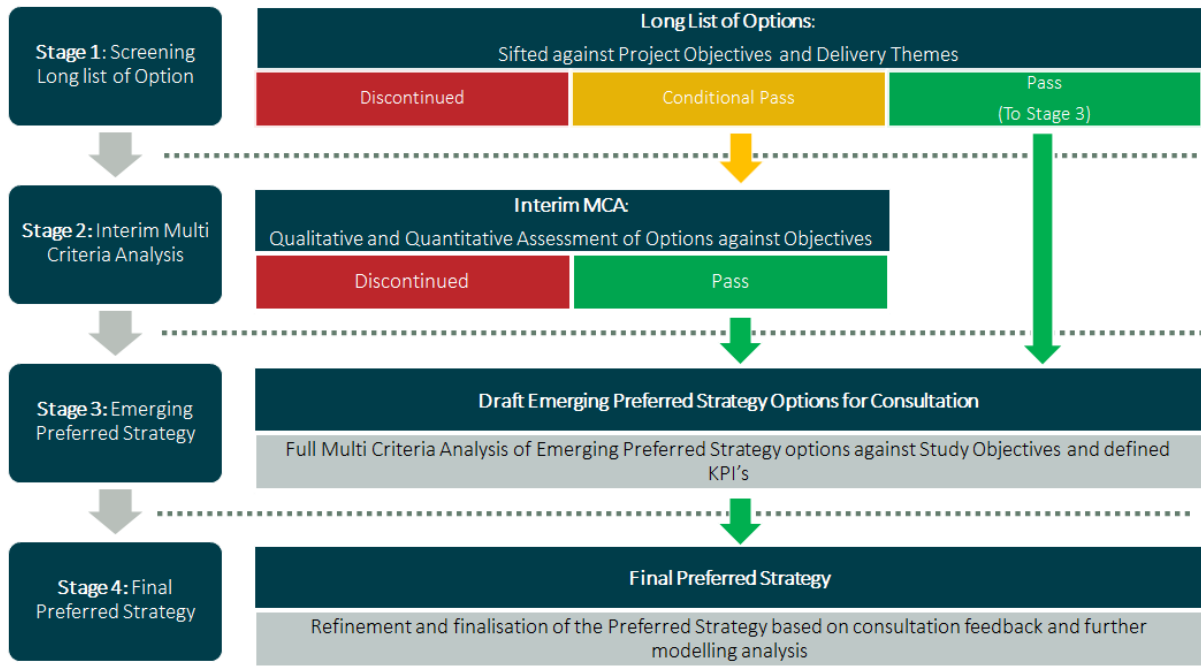 Stage 1: Screening
Long list of Option
Long List of Options:
Sifted against Project Objectives and Delivery Themes
Discontinued
Conditional Pass
Pass
(To Stage 3)
Stage 2: Interim Multi
Criteria Analysis
Interim MCA:
Qualitative and Quantitative Assessment of Options against Objectives
Discontinued
Pass
Stage 3: Emerging
Preferred Strategy
Draft Emerging Preferred Strategy Options for Consultation
Full Multi Criteria Analysis of Emerging Preferred Strategy options against Study Objectives and defined
KPI's
Stage 4: Final
Preferred Strategy
Final Preferred Strategy
Refinement and finalisation of the Preferred Strategy based on consultation feedback and further
modelling analysis